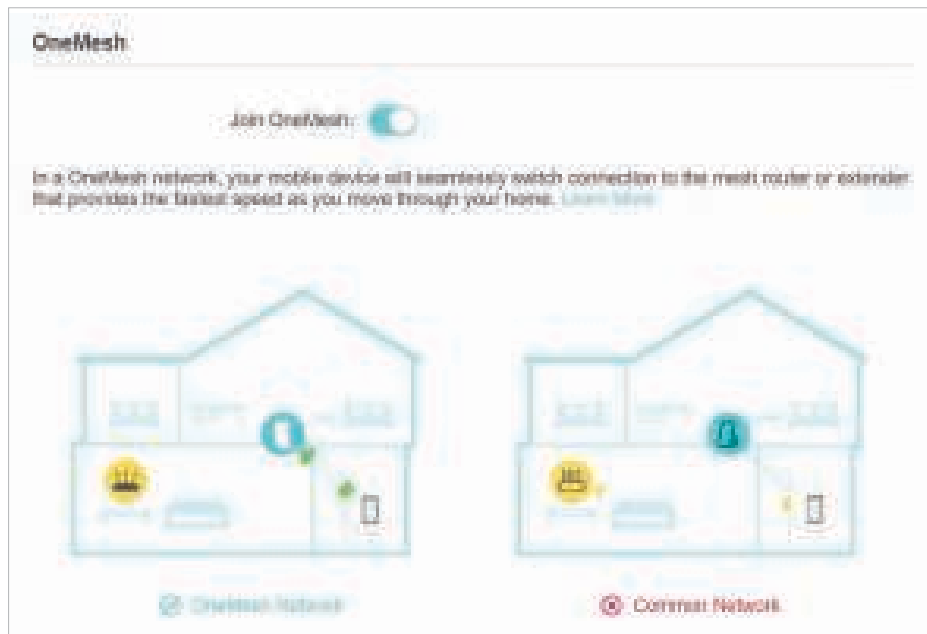 OneMesh
Join OneMesh:
In a OneMesh network, your mobile device will seamlessly switch connection to the mesh router or extender
that provides the fastest speed as you move through your home. Learn More
OneMesh Network
Common Network